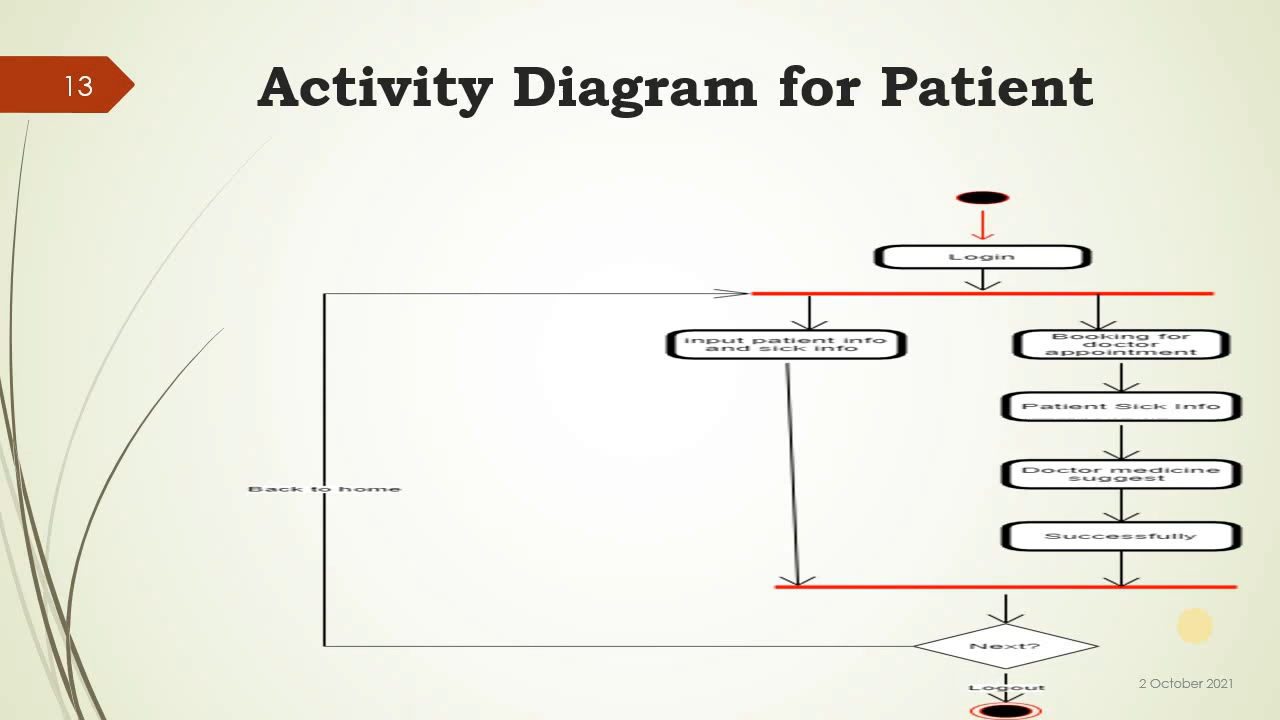 13
Activity Diagram for Patient
Login
input patient info
and sick info
Booking for
doctor
appointment
Patient Sick Info
Doctor medicine
suggest
Back to home
Successfully
Next?
Logout
2 October 2021